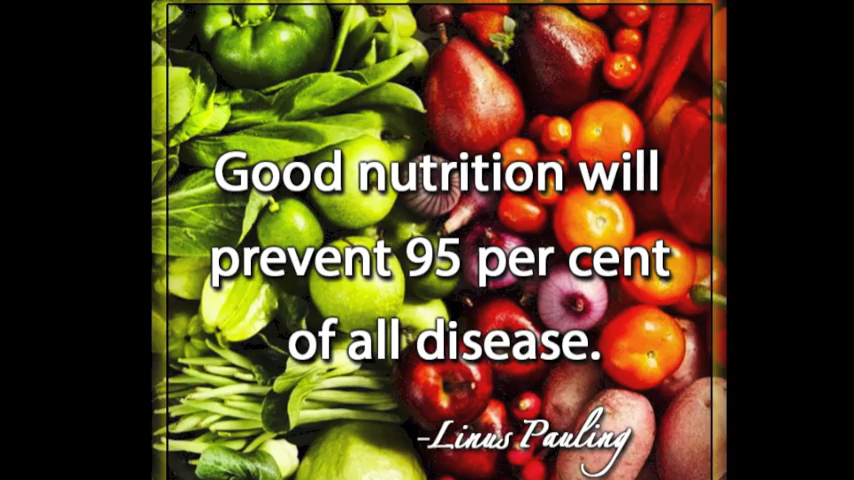 Good nutrition will
prevent 95 per cent
of all disease.
-Linus Pauling